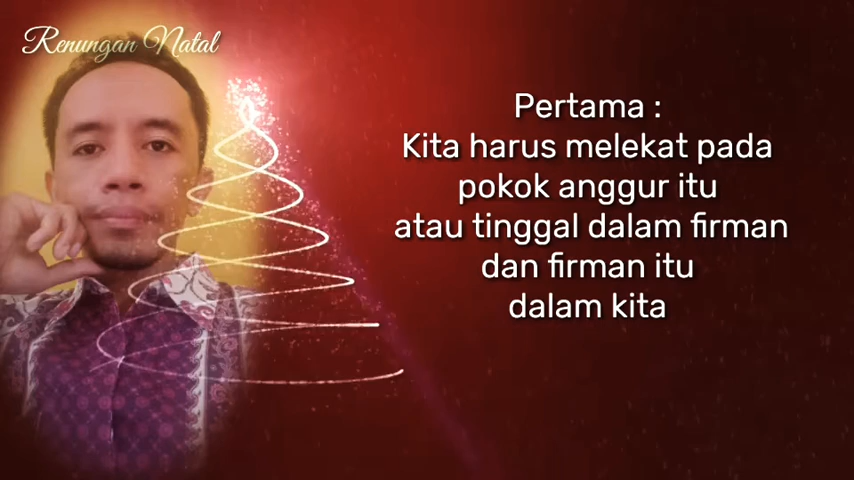 Renungan Natal
Pertama :
Kita harus melekat pada
pokok anggur itu
atau tinggal dalam firman
dan firman itu
dalam kita